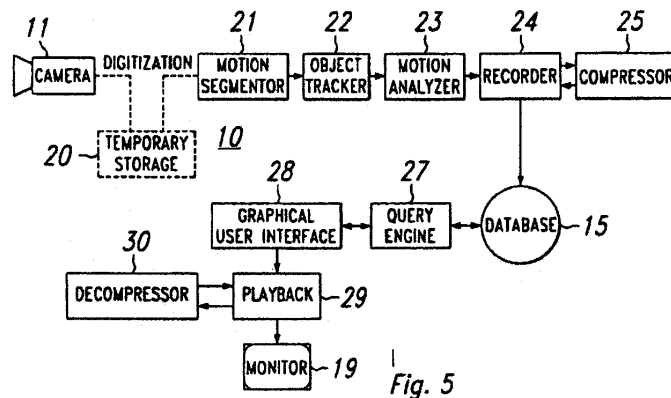 11
21
22
23
24
25
CAMERA
DIGITIZATION
MOTION
SEGMENTOR
OBJECT
TRACKER
MOTION
ANALYZER
RECORDER
COMPRESSOR
20
TEMPORARY
STORAGE
10
28
27
GRAPHICAL
USER INTERFACE
QUERY
ENGINE
DATABASE
15
30
DECOMPRESSOR
PLAYBACK
29
MONITOR
19
Fig. 5